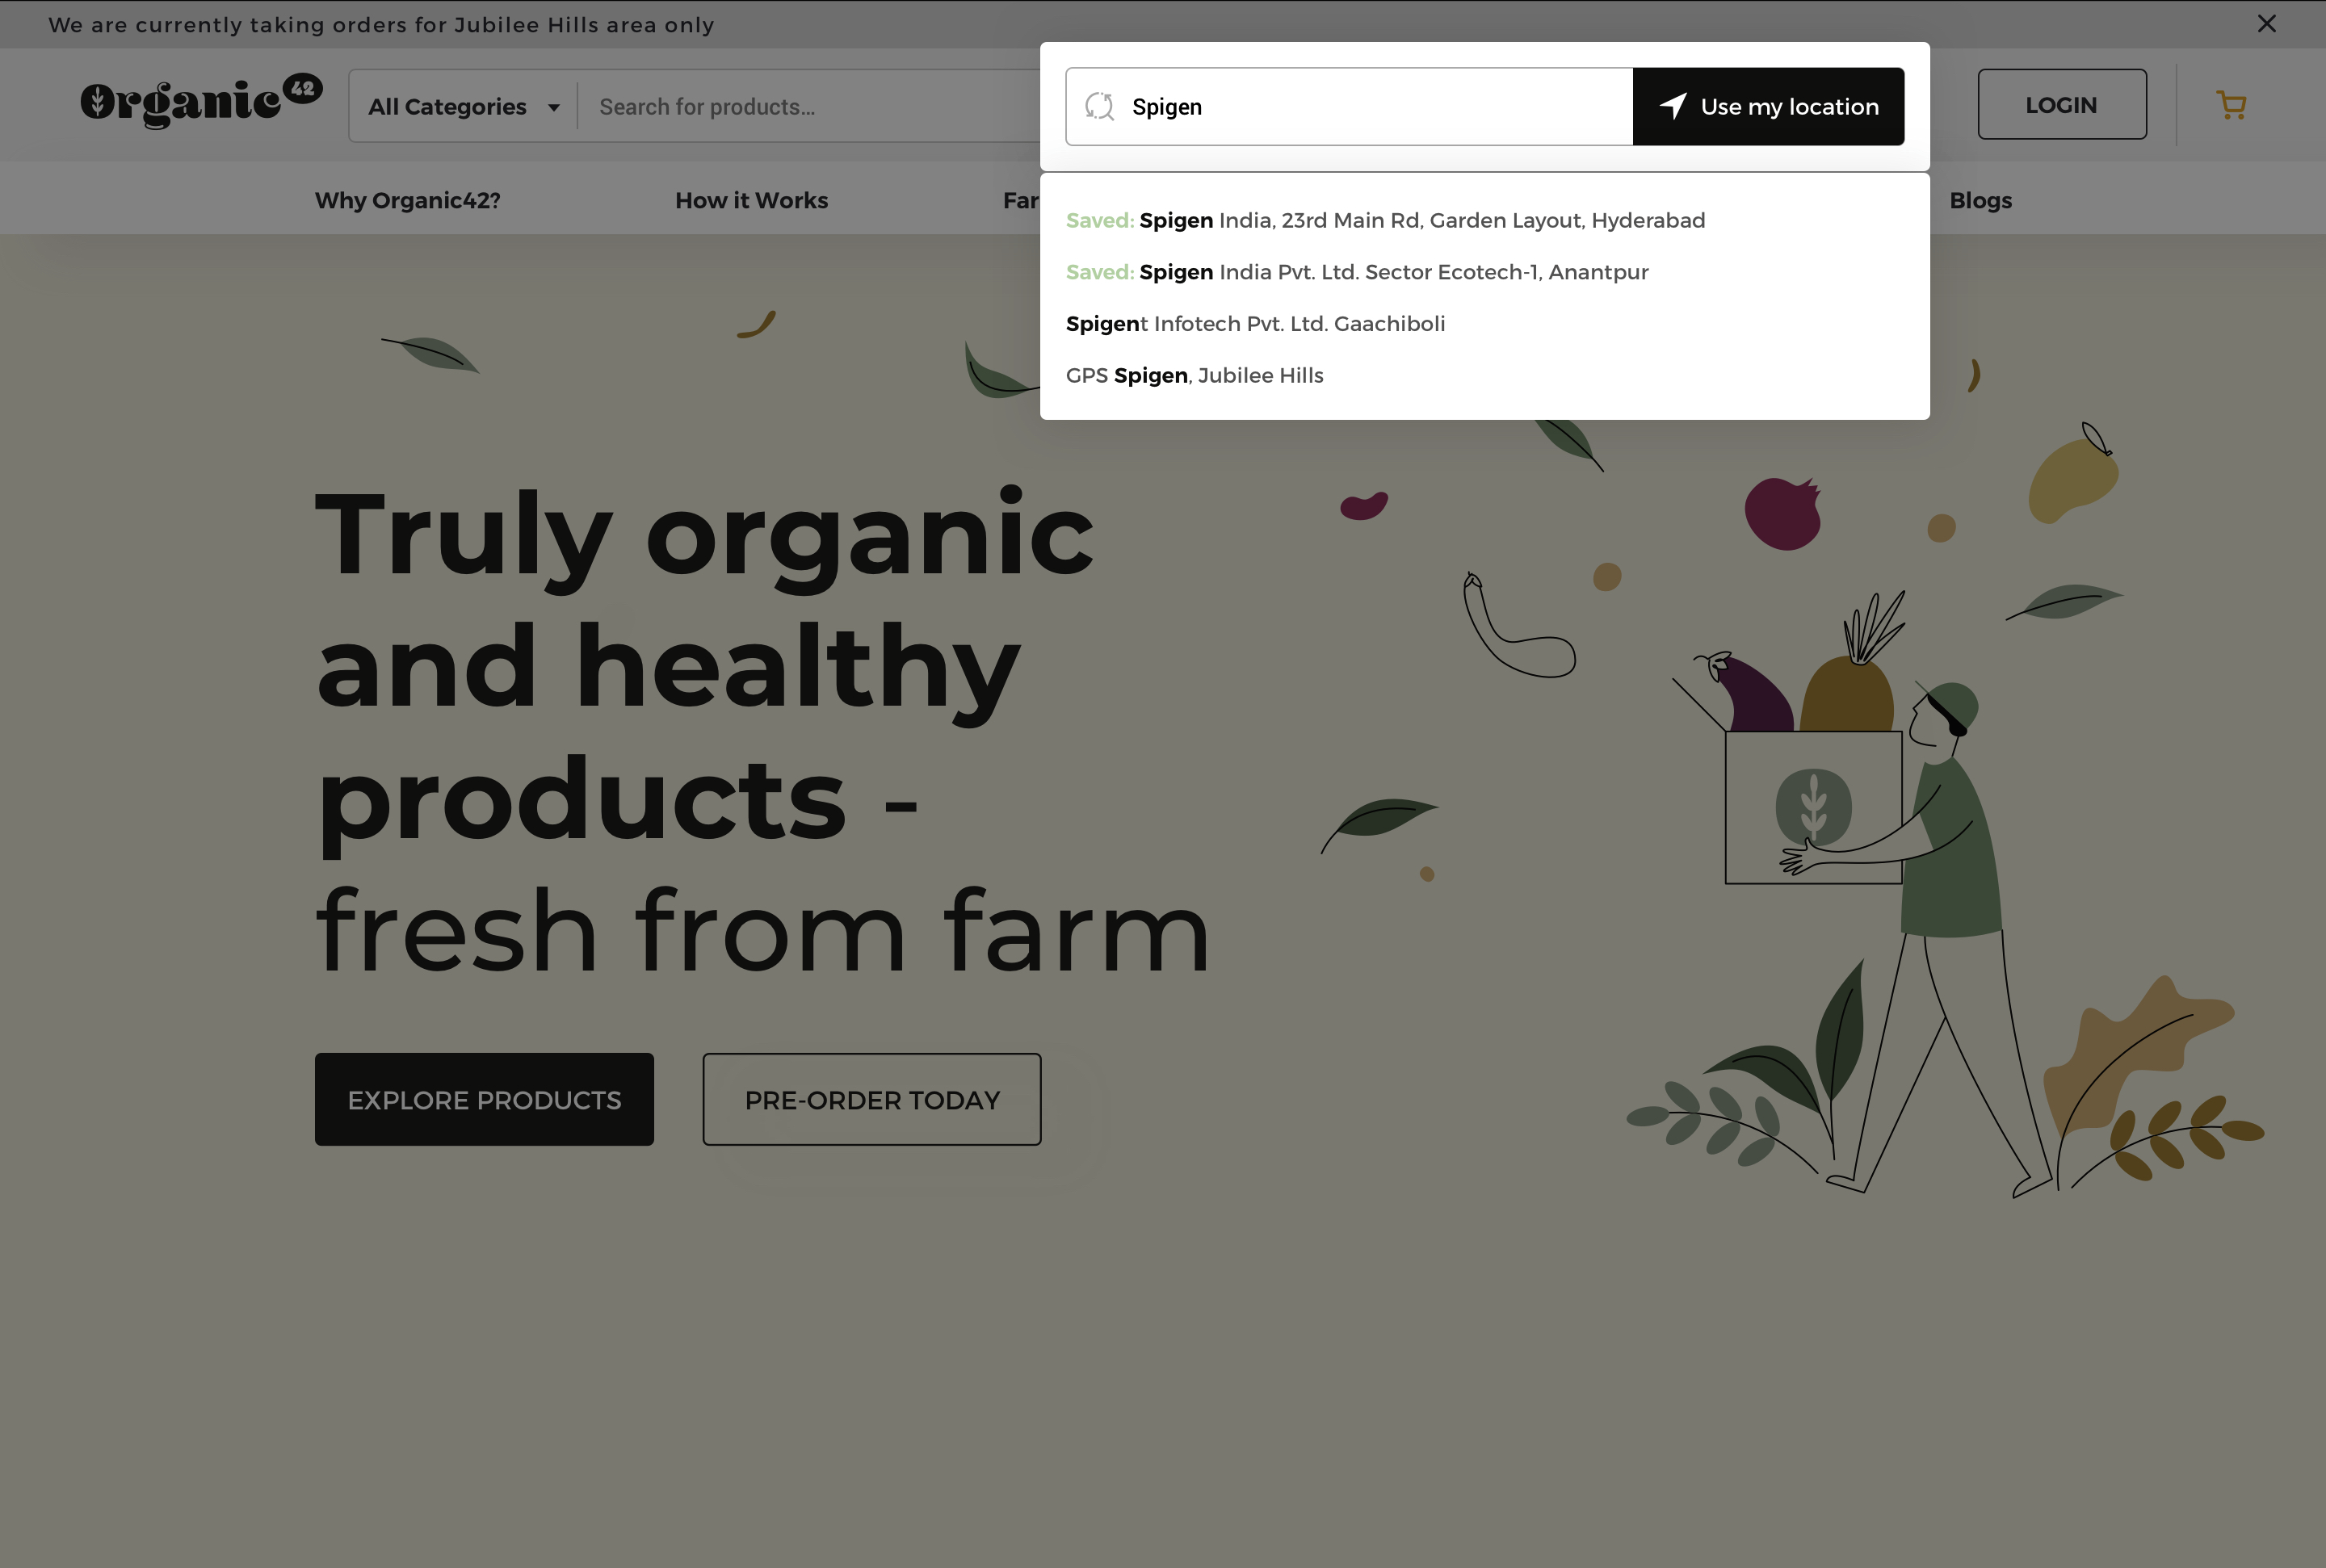 We are currently taking orders for Jubilee Hills area only
Organic 42
All Categories
Search for products...
Spigen
Use my location
LOGIN
Why Organic42?
How it Works
Blogs
Saved: Spigen India, 23rd Main Rd, Garden Layout, Hyderabad
Saved: Spigen India Pvt. Ltd. Sector Ecotech-1, Anantpur
Spigent Infotech Pvt. Ltd. Gaachiboli
GPS Spigen, Jubilee Hills
Truly organic
and healthy
products -
fresh from farm
EXPLORE PRODUCTS
PRE-ORDER TODAY